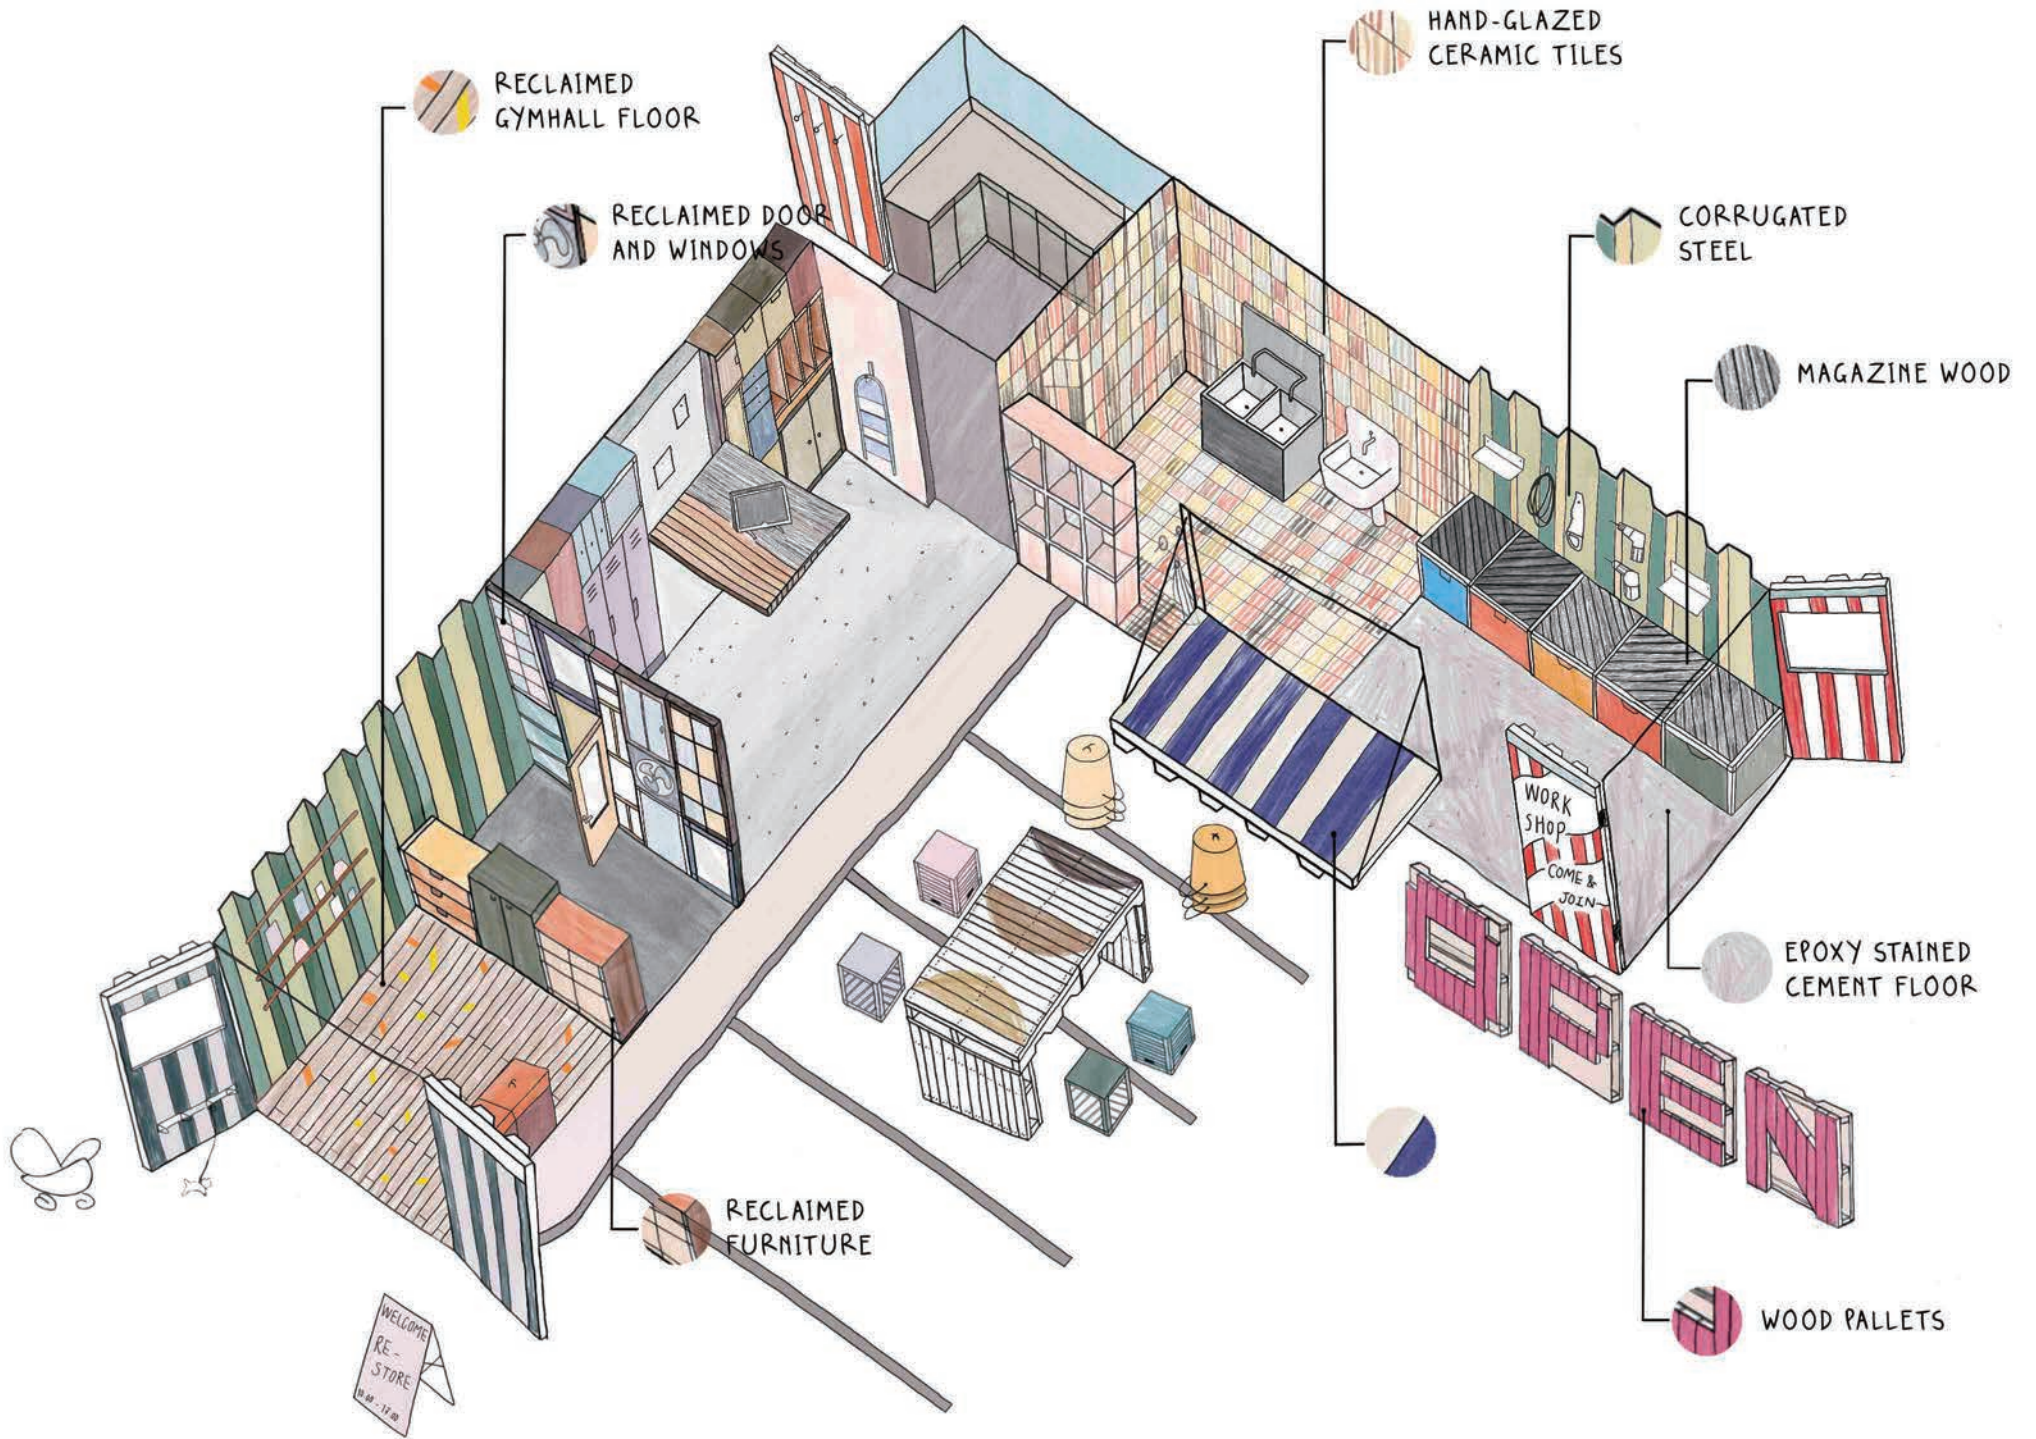 HAND-GLAZED
CERAMIC TILES
RECLAIMED
GYMHALL FLOOR
RECLAIMED DOOR
AND WINDOWS
CORRUGATED
STEEL
MAGAZINE WOOD
WORK
SHOP
COME &
JOIN
OPEN
EPOXY STAINED
CEMENT FLOOR
RECLAIMED
FURNITURE
WOOD PALLETS
WELCOME
RE-
STORE